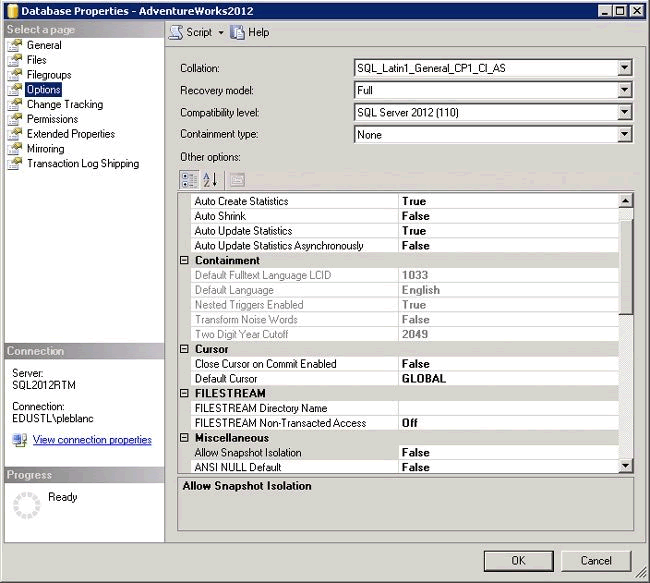 Database Properties - AdventureWorks2012
Select a page
General
Files
Filegroups
Options
Change Tracking
Permissions
Extended Properties
Mirroring
Transaction Log Shipping
Connection
Server:
SQL2012RTM
Connection:
EDUSTL\pleblanc
View connection properties
Progress
Ready
Script Help
Collation: SQL_Latin1_General_CP1_CI_AS
Recovery model: Full
Compatibility level: SQL Server 2012 (110)
Containment type: None
Other options:
Auto Create Statistics True
Auto Shrink False
Auto Update Statistics True
Auto Update Statistics Asynchronously False
Containment
Default Fulltext Language LCID 1033
Default Language English
Nested Triggers Enabled True
Transform Noise Words False
Two Digit Year Cutoff 2049
Cursor
Close Cursor on Commit Enabled False
Default Cursor GLOBAL
FILESTREAM
FILESTREAM Directory Name
FILESTREAM Non-Transacted Access Off
Miscellaneous
Allow Snapshot Isolation False
ANSI NULL Default False
Allow Snapshot Isolation
OK Cancel